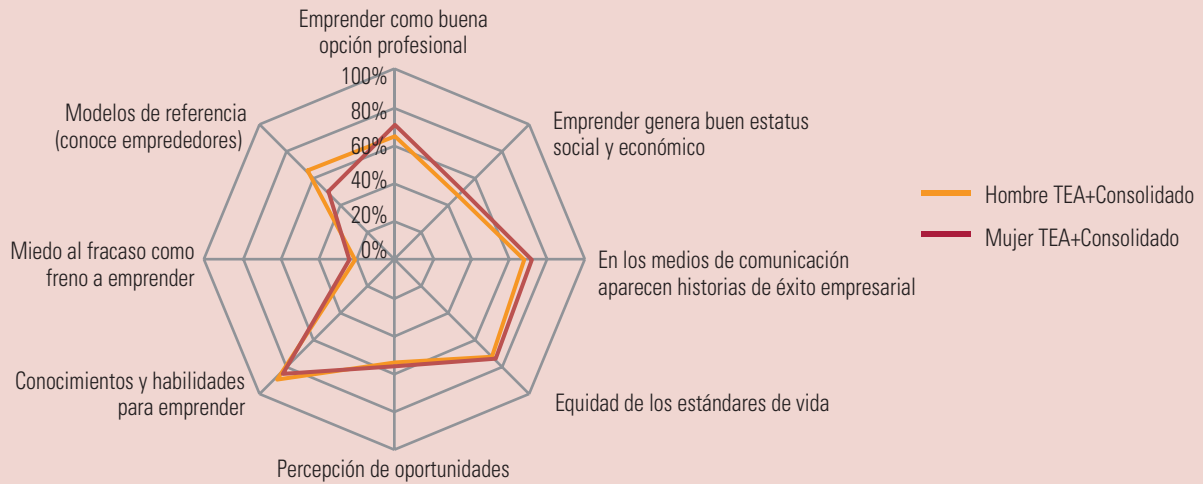 Emprender como buena
opción profesional
100%
80%
60%
40%
20%
0%
Emprender genera buen estatus
social y económico
En los medios de comunicación
aparecen historias de éxito empresarial
Equidad de los estándares de vida
Percepción de oportunidades
Conocimientos y habilidades
para emprender
Miedo al fracaso como
freno a emprender
Modelos de referencia
(conoce emprededores)
Hombre TEA+Consolidado
Mujer TEA+Consolidado